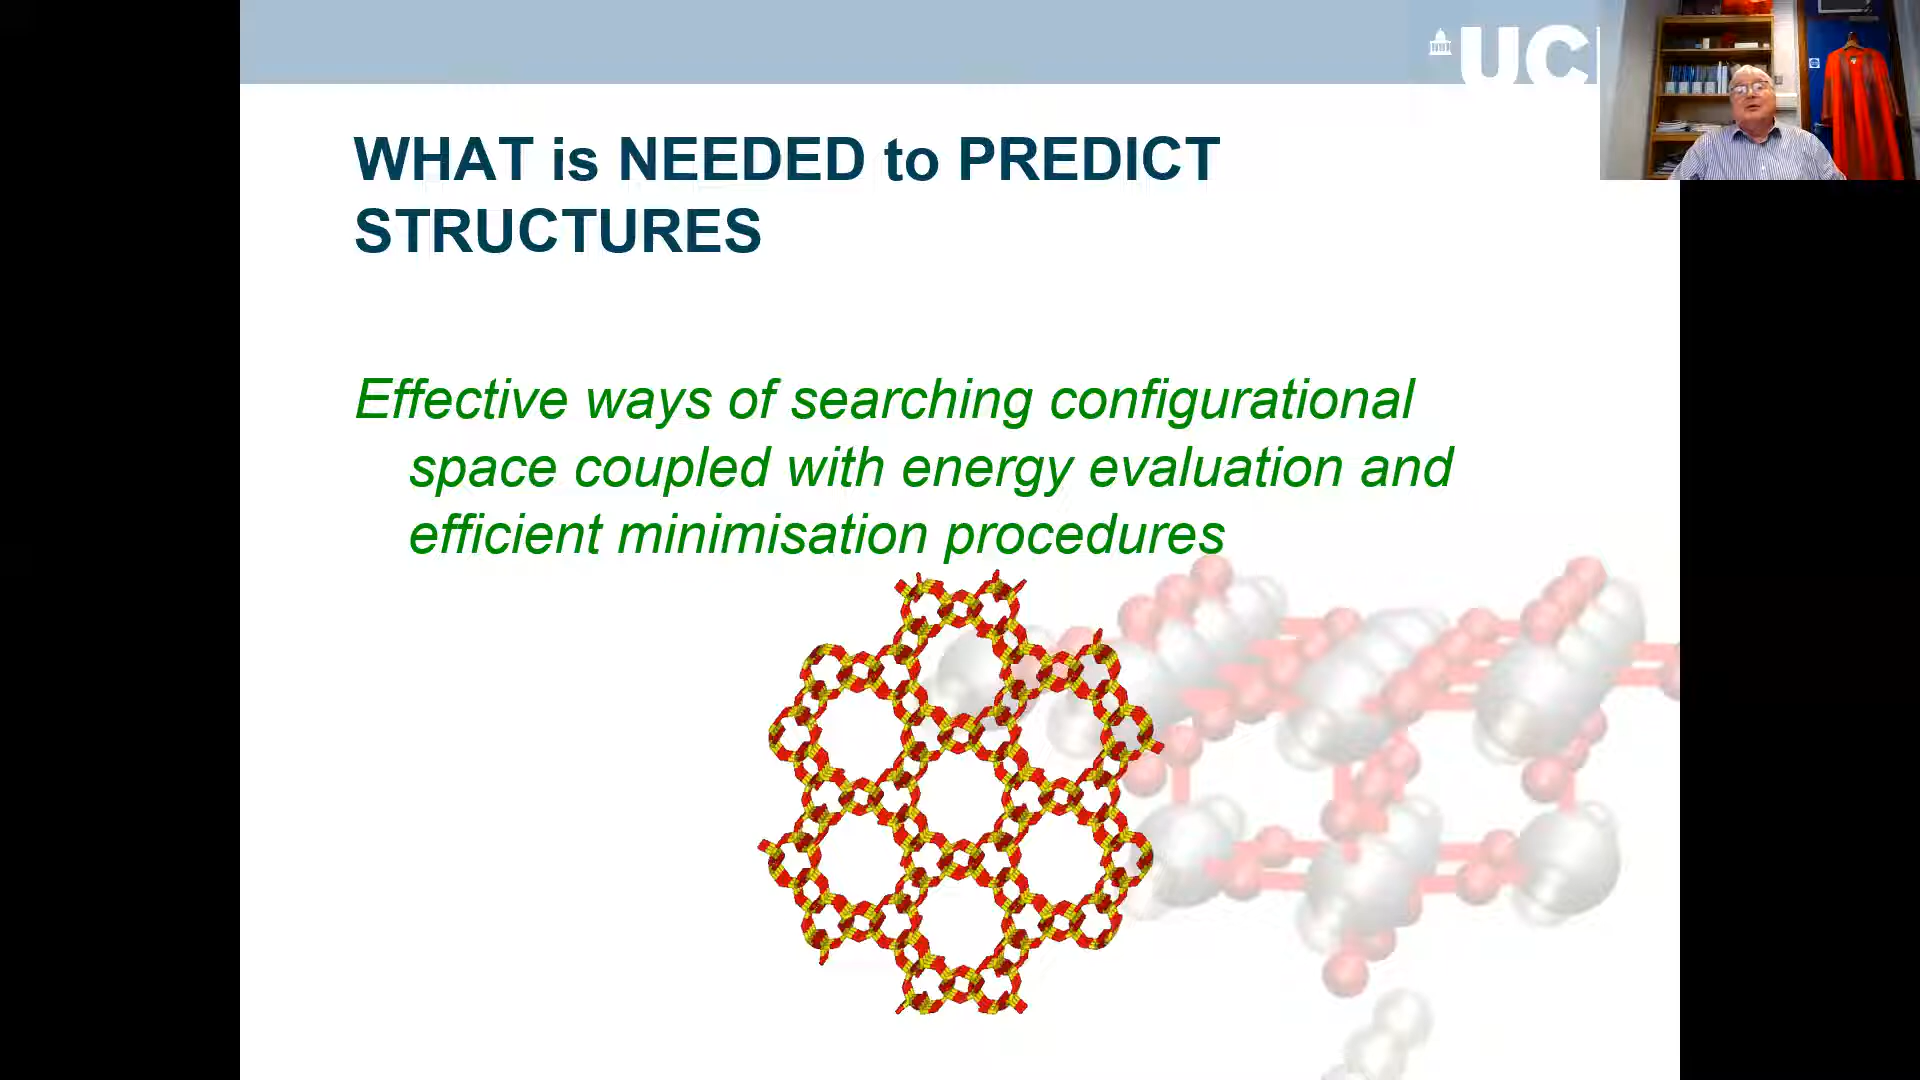 UC
WHAT is NEEDED to PREDICT
STRUCTURES
Effective ways of searching configurational
space coupled with energy evaluation and
efficient minimisation procedures